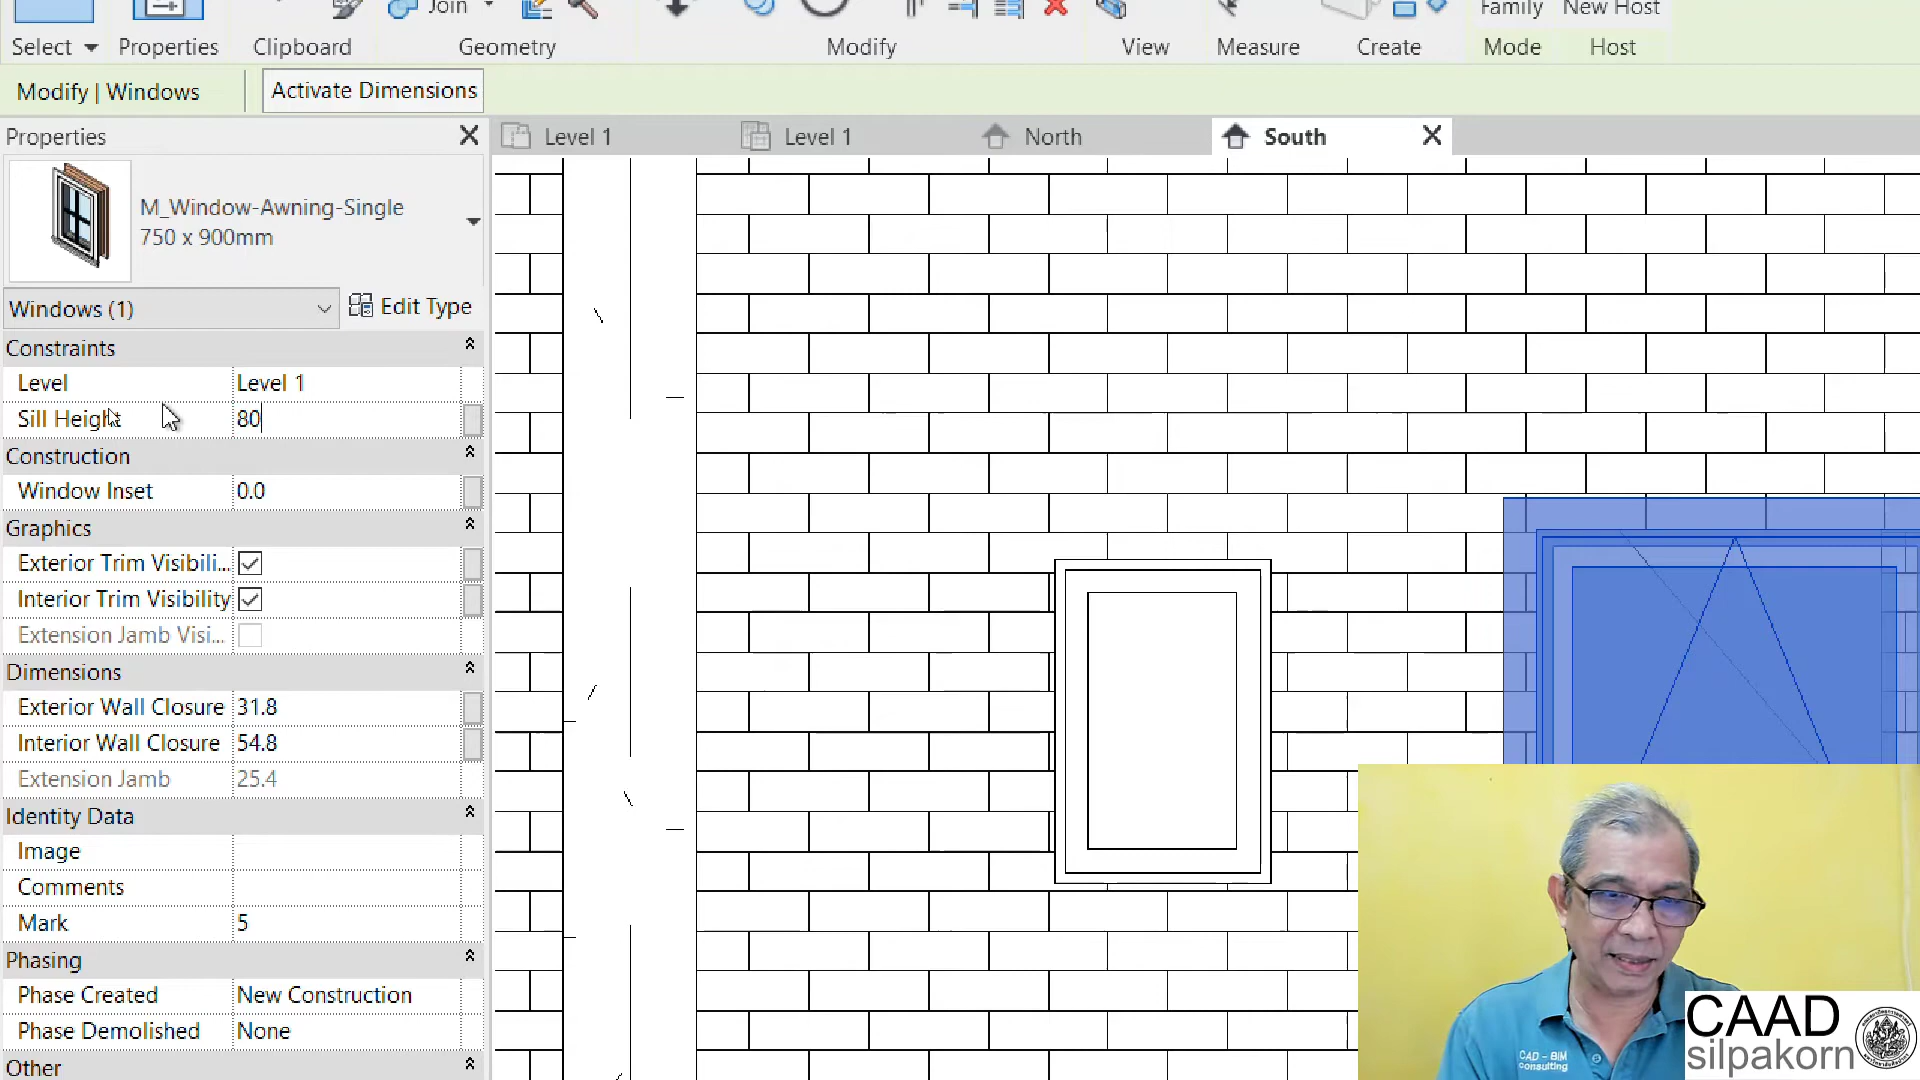 Join
Family New Host
Select Properties Clipboard Geometry Modify View Measure Create Mode Host
Modify | Windows Activate Dimensions
Properties
Level 1 Level 1 North South
M_Window-Awning-Single
750 x 900mm
Windows (1) Edit Type
Constraints
Level Level 1
Sill Height 80
Construction
Window Inset 0.0
Graphics
Exterior Trim Visibili...
Interior Trim Visibility
Extension Jamb Visi...
Dimensions
Exterior Wall Closure 31.8
Interior Wall Closure 54.8
Extension Jamb 25.4
Identity Data
Image
Comments
Mark 5
Phasing
Phase Created New Construction
Phase Demolished None
Other
CAD - BIM
consulting
CAAD
silpakorn